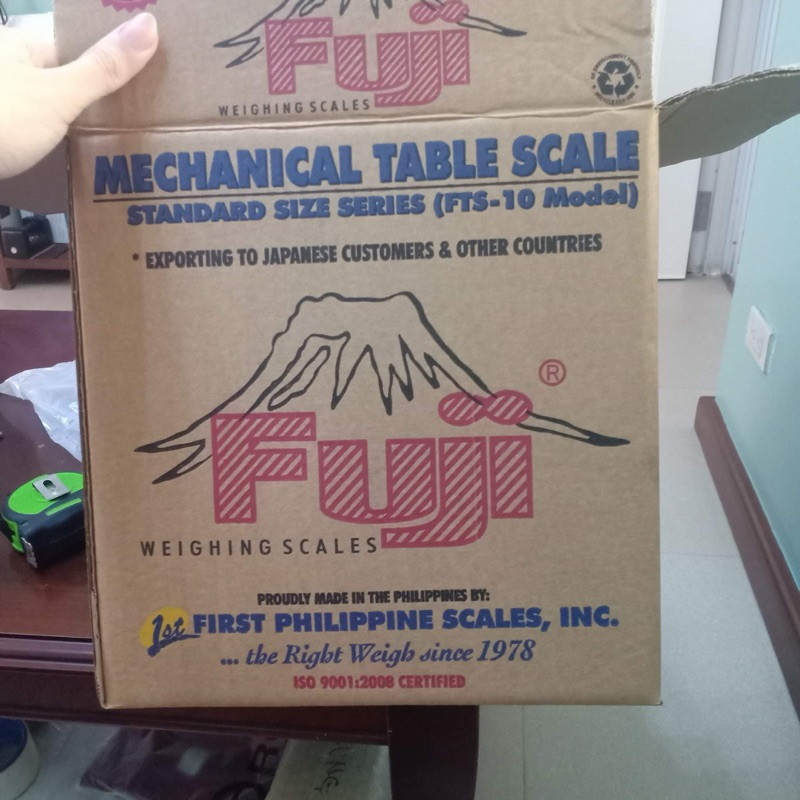 Fuji
WEIGHING SCALES
MECHANICAL TABLE SCALE
STANDARD SIZE SERIES (FTS-10 Model)
* EXPORTING TO JAPANESE CUSTOMERS & OTHER COUNTRIES
®
Fuji
WEIGHING SCALES
PROUDLY MADE IN THE PHILIPPINES BY:
1st FIRST PHILIPPINE SCALES, INC.
... the Right Weigh since 1978
ISO 9001:2008 CERTIFIED